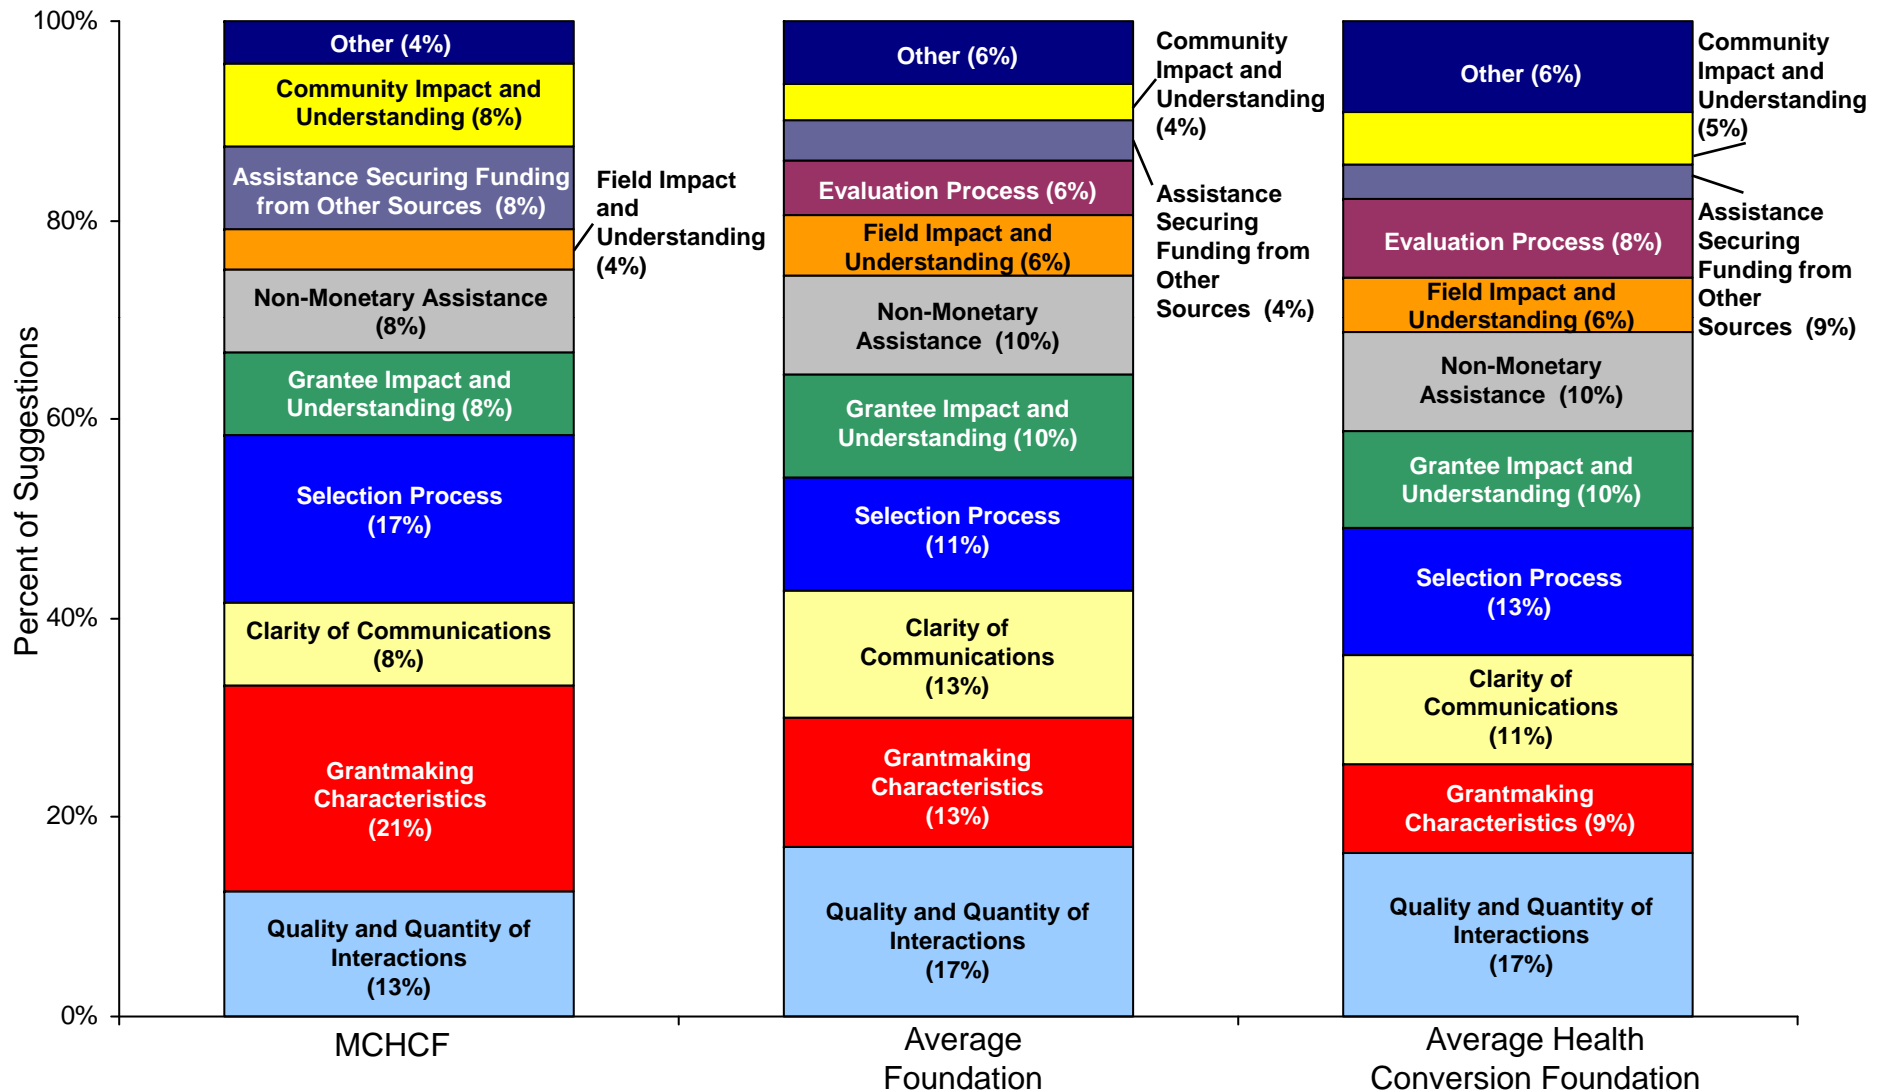 Percent of Suggestions
100%
80%
60%
40%
20%
0%
Other (4%)
Community Impact and
Understanding (8%)
Assistance Securing Funding
from Other Sources (8%)
Field Impact
and
Understanding
(4%)
Non-Monetary Assistance
(8%)
Grantee Impact and
Understanding (8%)
Selection Process
(17%)
Clarity of Communications
(8%)
Grantmaking
Characteristics
(21%)
Quality and Quantity of
Interactions
(13%)
MCHCF
Other (6%)
Community
Impact and
Understanding
(4%)
Assistance
Securing
Funding from
Other
Sources (4%)
Evaluation Process (6%)
Field Impact and
Understanding (6%)
Non-Monetary
Assistance (10%)
Grantee Impact and
Understanding (10%)
Selection Process
(11%)
Clarity of
Communications
(13%)
Grantmaking
Characteristics
(13%)
Quality and Quantity of
Interactions
(17%)
Average
Foundation
Other (6%)
Community
Impact and
Understanding
(5%)
Assistance
Securing
Funding from
Other
Sources (9%)
Evaluation Process (8%)
Field Impact and
Understanding (6%)
Non-Monetary
Assistance (10%)
Grantee Impact and
Understanding (10%)
Selection Process
(13%)
Clarity of
Communications
(11%)
Grantmaking
Characteristics (9%)
Quality and Quantity of
Interactions
(17%)
Average Health
Conversion Foundation